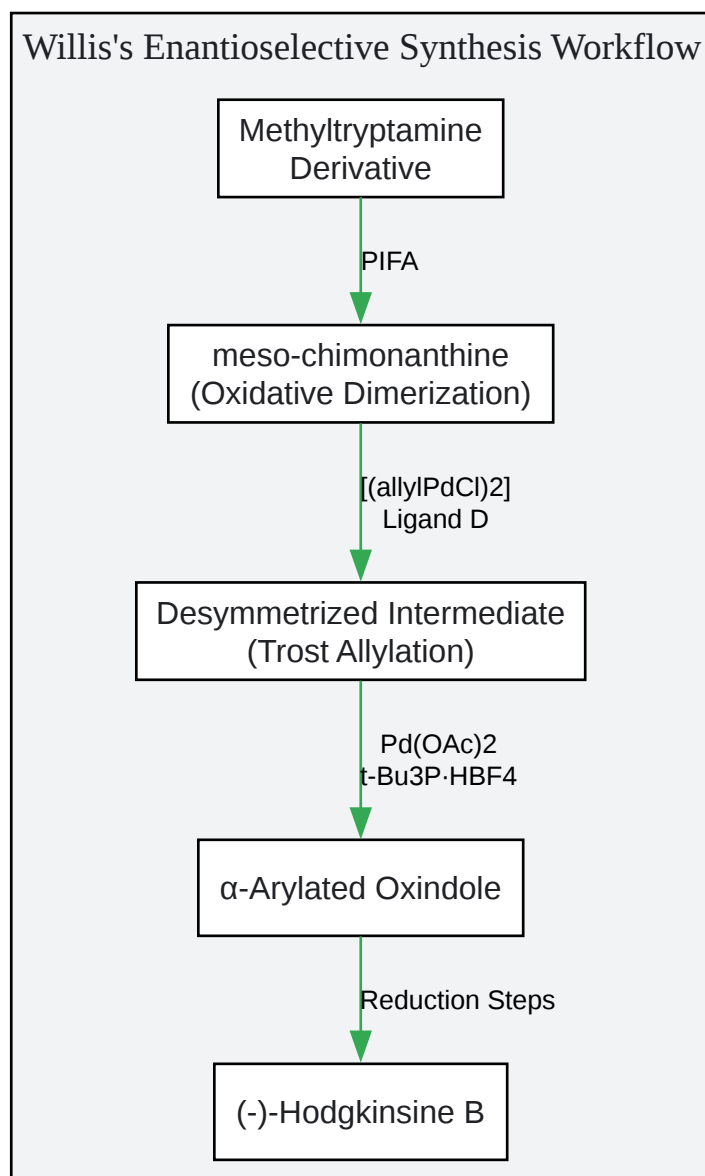 Willis's Enantioselective Synthesis Workflow
Methyltryptamine
Derivative
PIFA
meso-chimonanthine
(Oxidative Dimerization)
[(allylPdCl)2]
Ligand D
Desymmetrized Intermediate
(Trost Allylation)
Pd(OAc)2
t-Bu3P·HBF4
α-Arylated Oxindole
Reduction Steps
(-)-Hodgkinsine B